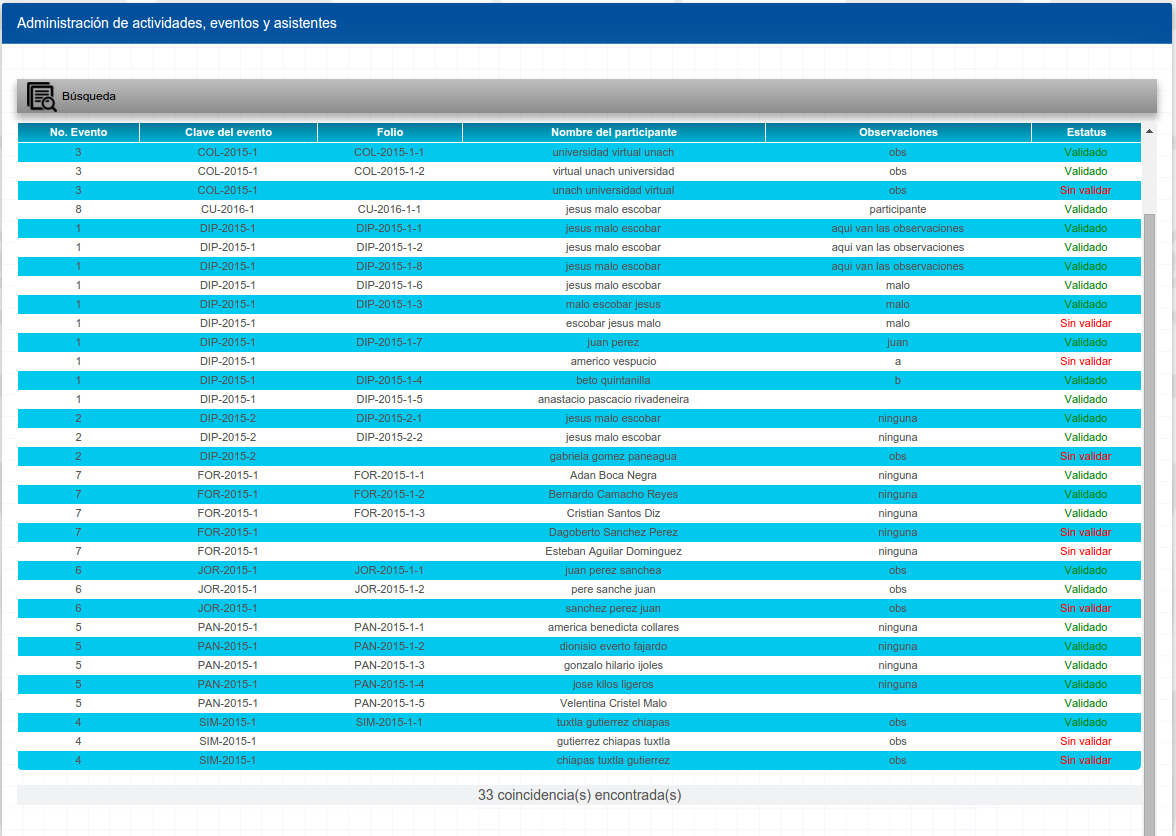 Administración de actividades, eventos y asistentes
Búsqueda
No. Evento Clave del evento Folio Nombre del participante Observaciones Estatus
3 COL-2015-1 COL-2015-1-1 universidad virtual unach obs Validado
3 COL-2015-1 COL-2015-1-2 virtual unach universidad obs Validado
3 COL-2015-1 unach universidad virtual obs Sin validar
8 CU-2016-1 CU-2016-1-1 jesus malo escobar participante Validado
1 DIP-2015-1 DIP-2015-1-1 jesus malo escobar aqui van las observaciones Validado
1 DIP-2015-1 DIP-2015-1-2 jesus malo escobar aqui van las observaciones Validado
1 DIP-2015-1 DIP-2015-1-8 jesus malo escobar aqui van las observaciones Validado
1 DIP-2015-1 DIP-2015-1-6 jesus malo escobar malo Validado
1 DIP-2015-1 DIP-2015-1-3 malo escobar jesus malo Validado
1 DIP-2015-1 escobar jesus malo malo Sin validar
1 DIP-2015-1 DIP-2015-1-7 juan perez juan Validado
1 DIP-2015-1 americo vespucio a Sin validar
1 DIP-2015-1 DIP-2015-1-4 beto quintanilla b Validado
1 DIP-2015-1 DIP-2015-1-5 anastacio pascacio rivadeneira Validado
2 DIP-2015-2 DIP-2015-2-1 jesus malo escobar ninguna Validado
2 DIP-2015-2 DIP-2015-2-2 jesus malo escobar ninguna Validado
2 DIP-2015-2 gabriela gomez paneagua obs Sin validar
7 FOR-2015-1 FOR-2015-1-1 Adan Boca Negra ninguna Validado
7 FOR-2015-1 FOR-2015-1-2 Bernardo Camacho Reyes ninguna Validado
7 FOR-2015-1 FOR-2015-1-3 Cristian Santos Diz ninguna Validado
7 FOR-2015-1 Dagoberto Sanchez Perez ninguna Sin validar
7 FOR-2015-1 Esteban Aguilar Dominguez ninguna Sin validar
6 JOR-2015-1 JOR-2015-1-1 juan perez sanchea obs Validado
6 JOR-2015-1 JOR-2015-1-2 pere sanche juan obs Validado
6 JOR-2015-1 sanchez perez juan obs Sin validar
5 PAN-2015-1 PAN-2015-1-1 america benedicta collares ninguna Validado
5 PAN-2015-1 PAN-2015-1-2 dionisio everto fajardo ninguna Validado
5 PAN-2015-1 PAN-2015-1-3 gonzalo hilario ijoles ninguna Validado
5 PAN-2015-1 PAN-2015-1-4 jose kilos ligeros ninguna Validado
5 PAN-2015-1 PAN-2015-1-5 Velentina Cristel Malo Validado
4 SIM-2015-1 SIM-2015-1-1 tuxtla gutierrez chiapas obs Validado
4 SIM-2015-1 gutierrez chiapas tuxtla obs Sin validar
4 SIM-2015-1 chiapas tuxtla gutierrez obs Sin validar
33 coincidencia(s) encontrada(s)